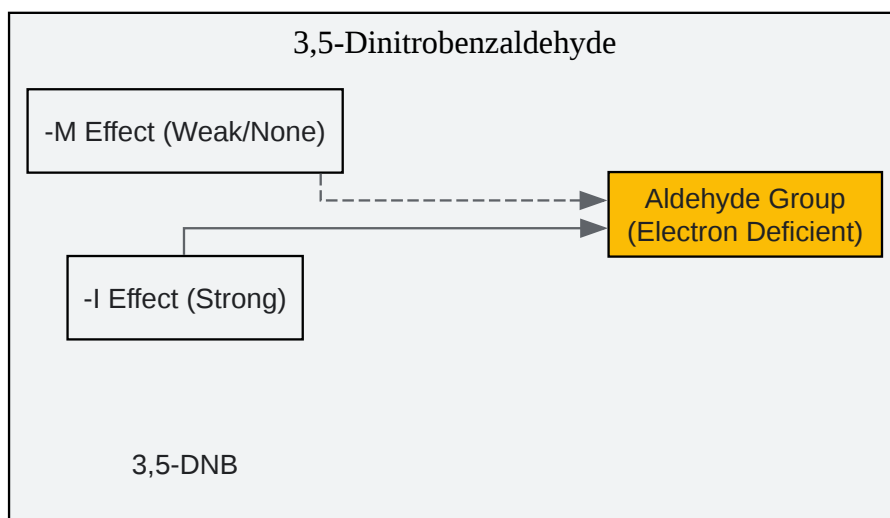 3,5-Dinitrobenzaldehyde
-M Effect (Weak/None)
Aldehyde Group
(Electron Deficient)
-I Effect (Strong)
3,5-DNB